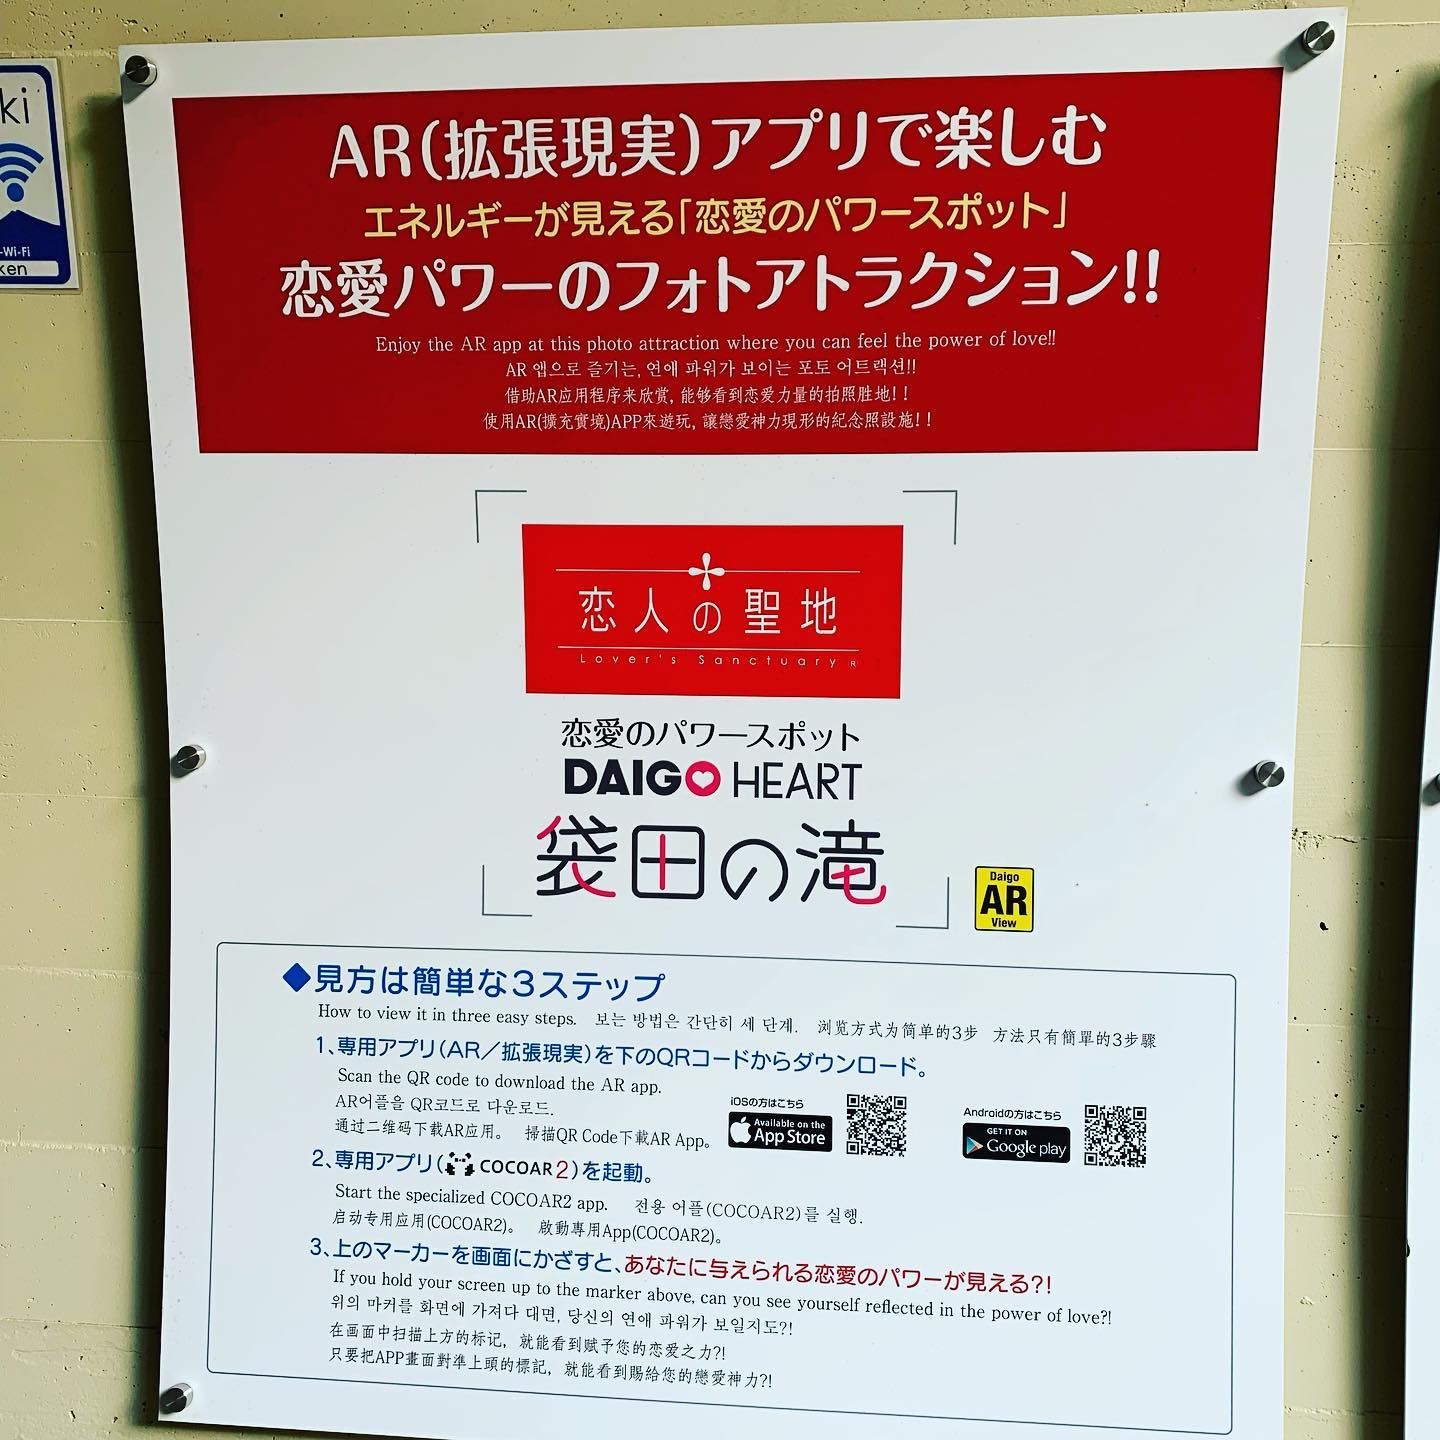 ki
-Wi-Fi
ken
AR(拡張現実)アプリで楽しむ
エネルギーが見える「恋愛のパワースポット」
恋愛パワーのフォトアトラクション!!
Enjoy the AR app at this photo attraction where you can feel the power of love!!
AR 앱으로 즐기는, 연애 파워가 보이는 포토 어트랙션!!
借助AR应用程序来欣赏, 能够看到恋爱力量的拍照胜地!!
使用AR(擴充實境)APP來遊玩, 讓戀愛神力現形的紀念照設施!!
恋人の聖地
Lover's Sanctuary R
恋愛のパワースポット
DAIGO HEART
袋田の滝
Daigo
AR
View
◆見方は簡単な3ステップ
How to view it in three easy steps. 보는 방법은 간단히 세 단계. 浏览方式为简单的3步 方法只有簡單的3步驟
1、専用アプリ(AR/拡張現実)を下のQRコードからダウンロード。
Scan the QR code to download the AR app.
AR어플을 QR코드로 다운로드.
通过二维码下载AR应用。 掃描QR Code下載AR App。
iOSの方はこちら
Available on the
App Store
Androidの方はこちら
GET IT ON
Google play
2、専用アプリ(COCOAR2)を起動。
Start the specialized COCOAR2 app. 전용 어플(COCOAR2)를 실행.
启动专用应用(COCOAR2)。 啟動專用App(COCOAR2)。
3、上のマーカーを画面にかざすと、あなたに与えられる恋愛のパワーが見える?!
If you hold your screen up to the marker above, can you see yourself reflected in the power of love?!
위의 마커를 화면에 가져다 대면, 당신의 연애 파워가 보일지도?!
在画面中扫描上方的标记, 就能看到赋予您的恋爱之力?!
只要把APP畫面對準上頭的標記, 就能看到賜給您的戀愛神力?!